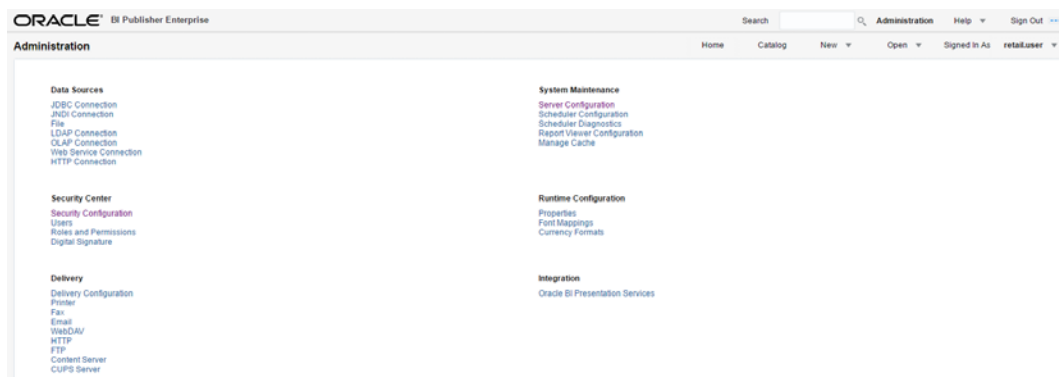 ORACLE BI Publisher Enterprise Search Administration Help Sign Out
Administration Home Catalog New Open Signed In As retail.user
Data Sources
JDBC Connection
JNDI Connection
File
LDAP Connection
OLAP Connection
Web Service Connection
HTTP Connection
System Maintenance
Server Configuration
Scheduler Configuration
Scheduler Diagnostics
Report Viewer Configuration
Manage Cache
Security Center
Security Configuration
Users
Roles and Permissions
Digital Signature
Runtime Configuration
Properties
Font Mappings
Currency Formats
Delivery
Delivery Configuration
Printer
Fax
Email
WebDAV
HTTP
FTP
Content Server
CUPS Server
Integration
Oracle BI Presentation Services